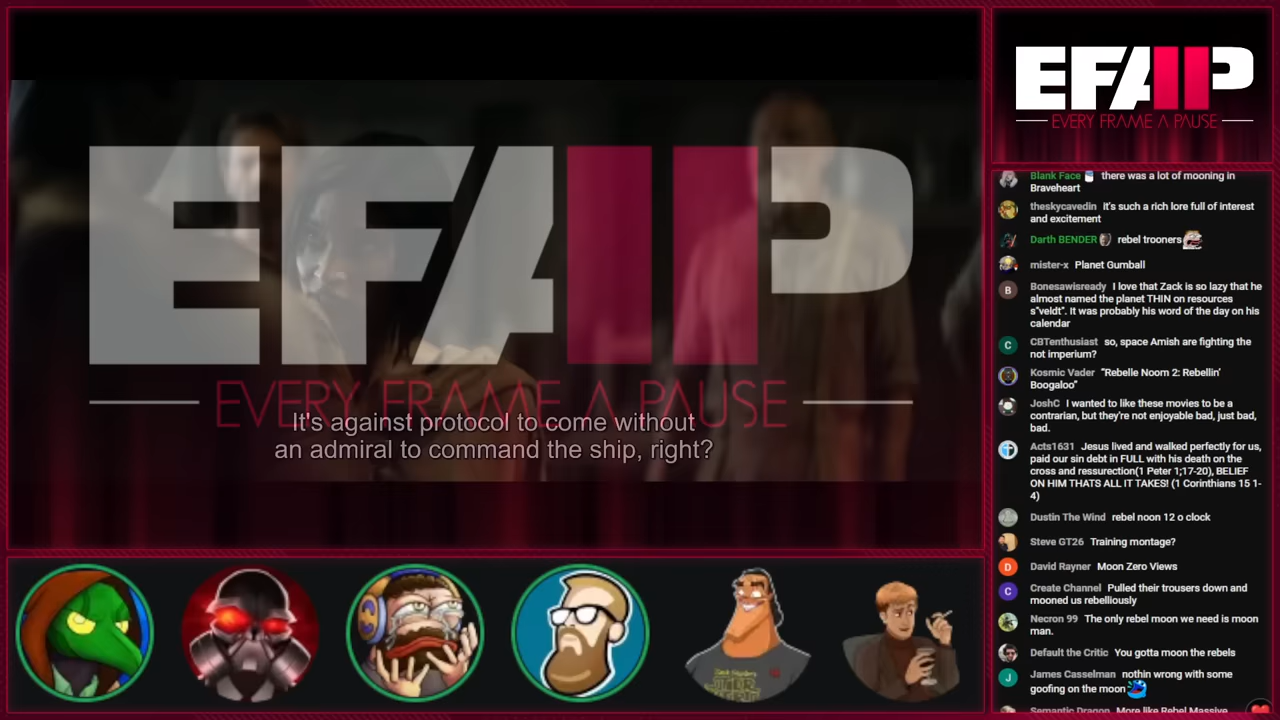 EFAP
EVERY FRAME A PAUSE
It's against protocol to come without
an admiral to command the ship, right?
EFAP
EVERY FRAME A PAUSE
Blank Face there was a lot of mooning in
Braveheart
theskycavedin it's such a rich lore full of interest
and excitement
Darth BENDER rebel trooners
mister-x Planet Gumball
B
Bonesawisready I love that Zack is so lazy that he
almost named the planet THIN on resources
s"veldt". It was probably his word of the day on his
calendar
C
CBTenthusiast so, space Amish are fighting the
not imperium?
Kosmic Vader "Rebelle Noom 2: Rebellin'
Boogaloo"
JoshC I wanted to like these movies to be a
contrarian, but they're not enjoyable bad, just bad,
bad.
Acts1631 Jesus lived and walked perfectly for us,
paid our sin debt in FULL with his death on the
cross and ressurection(1 Peter 1;17-20), BELIEF
ON HIM THATS ALL IT TAKES! (1 Corinthians 15 1-
4)
Dustin The Wind rebel noon 12 o clock
Steve GT26 Training montage?
D
David Rayner Moon Zero Views
C
Create Channel Pulled their trousers down and
mooned us rebelliously
Necron 99 The only rebel moon we need is moon
man.
Default the Critic You gotta moon the rebels
J
James Casselman nothin wrong with some
goofing on the moon
Semantic Dragon More like Rebel Massive